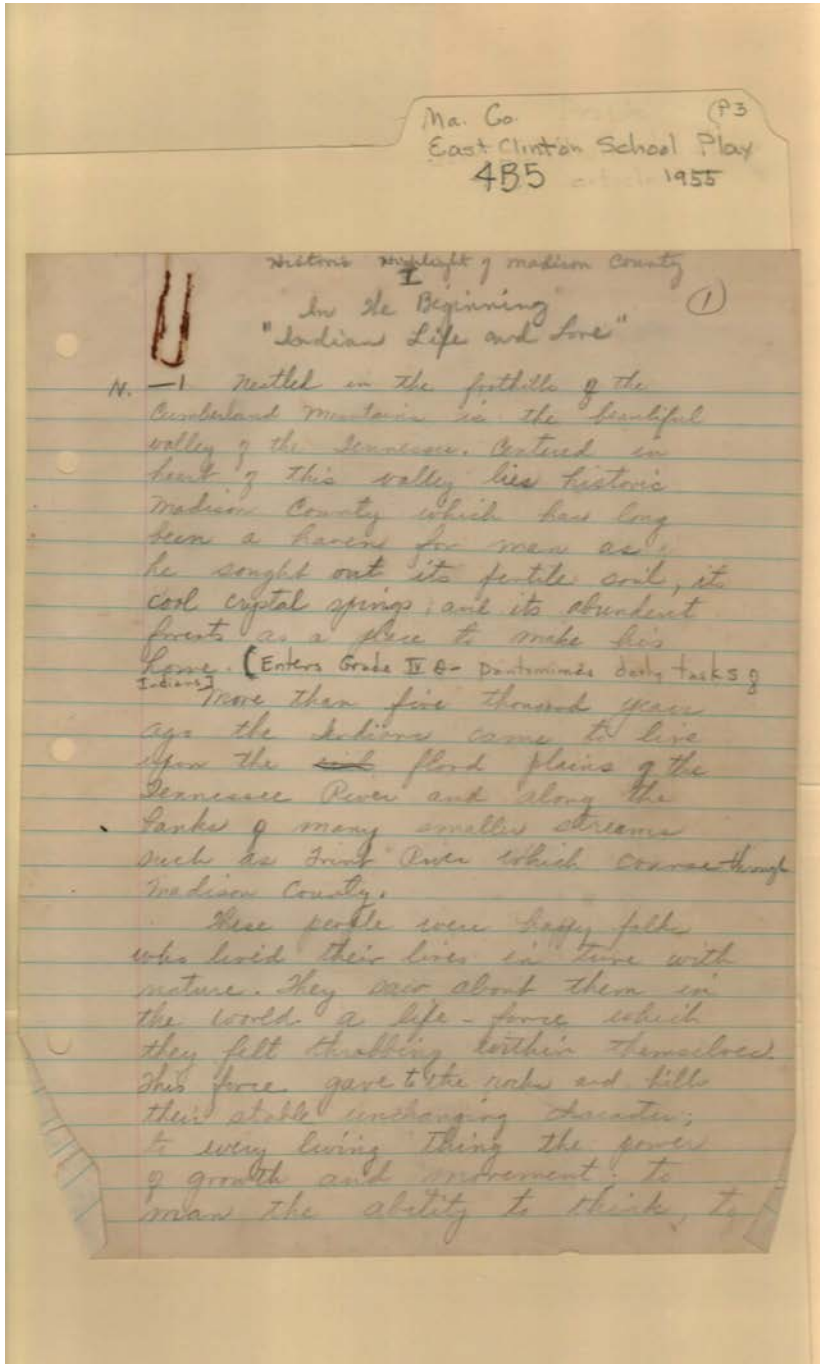 Ma. Co. P3
East Clinton School Play
4B5 1955
Historic Highlight of Madison County
I
In the Beginning 1
"Indian Life and Lore"
N. —1 Nestled in the foothills of the
Cumberland Mountains is the beautiful
valley of the Tennessee. Centered in
heart of this valley lies historic
Madison County which has long
been a haven for man as
he sought out its fertile soil, its
cool crystal springs, and its abundent
forests as a place to make his
home. (Enters Grade IV - Pantomimes daily tasks of
Indians]
More than five thousand years
ago the Indians came to live
upon the flood plains of the
Tennessee River and along the
banks of many smaller streams
such as Frint River which course through
Madison County.
These people were happy folks
who lived their lives in tune with
nature. They saw about them in
the world a life-force which
they felt throbbing within themselves.
This force gave to the rocks and hills
their stable unchanging character;
to every living thing the power
of growth and movement; to
man the ability to think, to